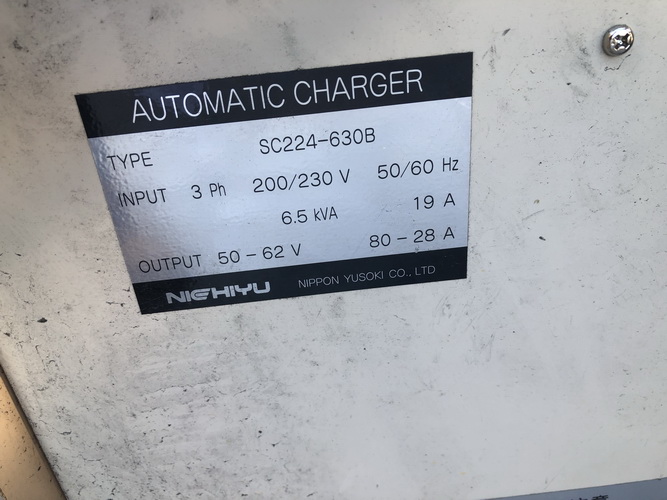 AUTOMATIC CHARGER
TYPE SC224-630B
INPUT 3 Ph 200/230 V 50/60 Hz
6.5 kVA 19 A
OUTPUT 50 - 62 V 80 - 28 A
NICHIYU NIPPON YUSOKI CO., LTD